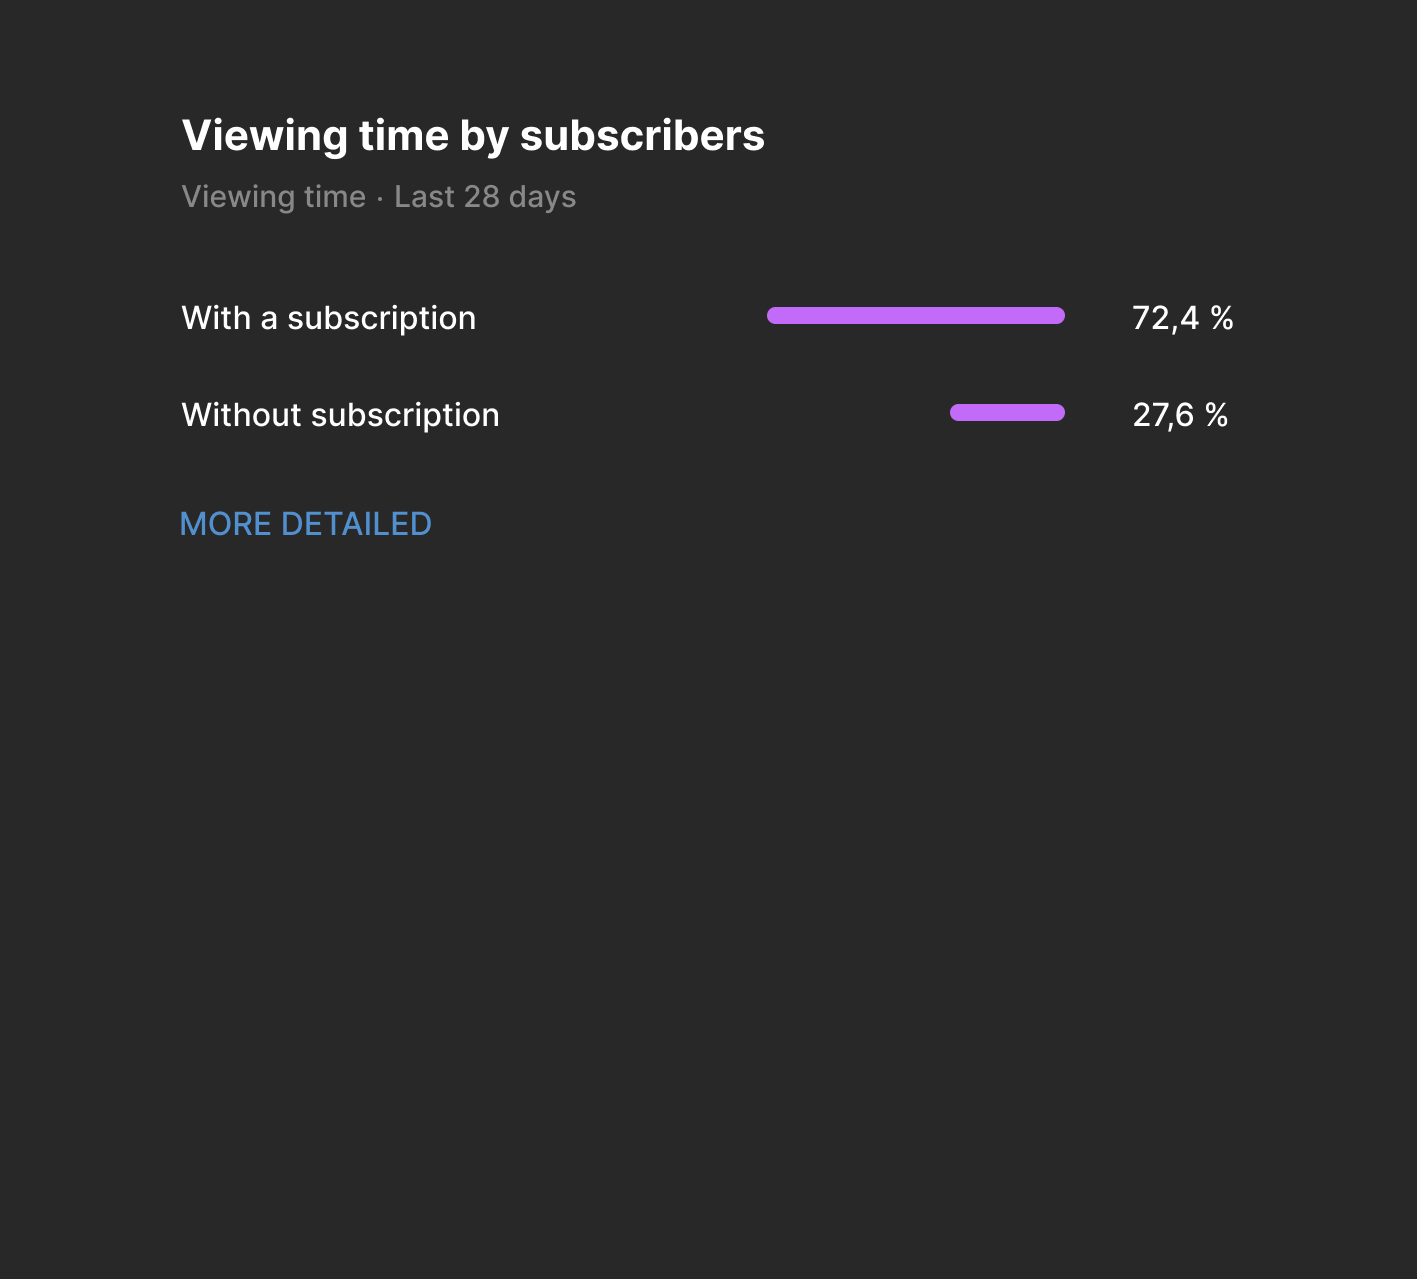 Viewing time by subscribers
Viewing time · Last 28 days
With a subscription 72,4 %
Without subscription 27,6 %
MORE DETAILED